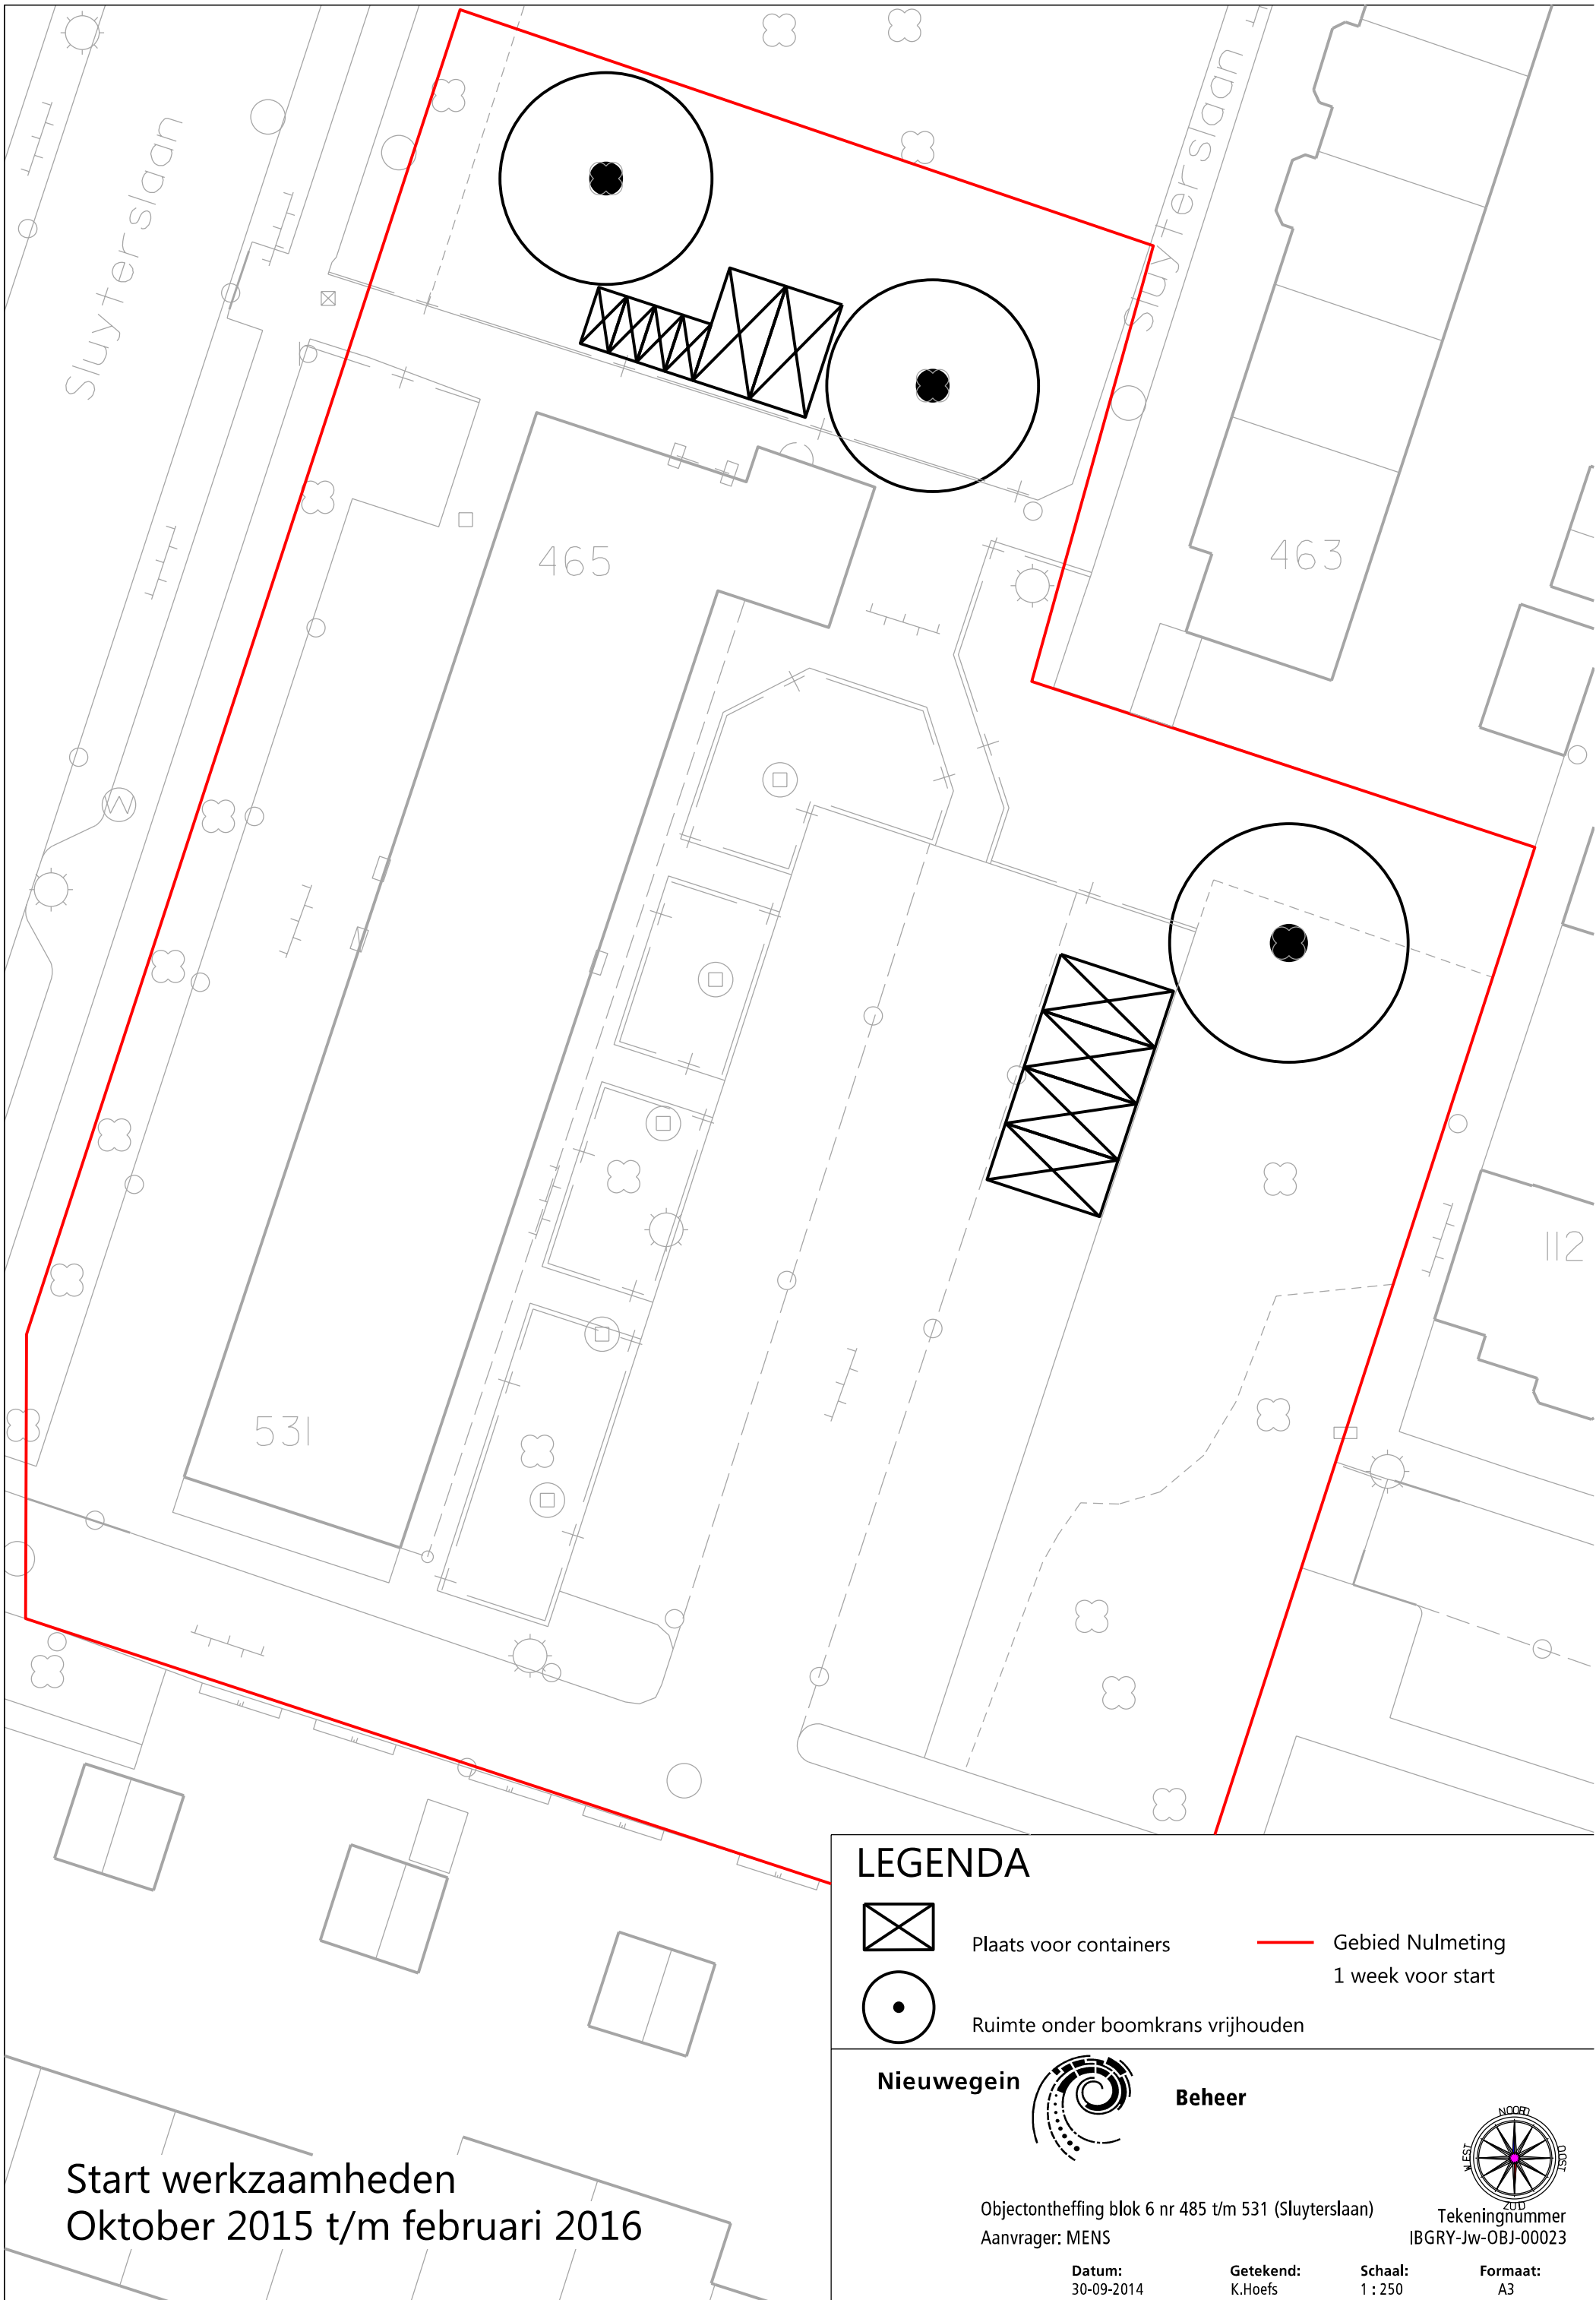 Sluyterslaan
Sluyterslaan
465
463
W
112
531
LEGENDA
Plaats voor containers
Gebied Nulmeting
1 week voor start
Ruimte onder boomkrans vrijhouden
Nieuwegein
Beheer
NOORD
WEST
OOST
ZUID
Start werkzaamheden
Oktober 2015 t/m februari 2016
Objectontheffing blok 6 nr 485 t/m 531 (Sluyterslaan)
Aanvrager: MENS
Tekeningnummer
IBGRY-Jw-OBJ-00023
Datum: Getekend: Schaal: Formaat:
30-09-2014 K.Hoefs 1 : 250 A3